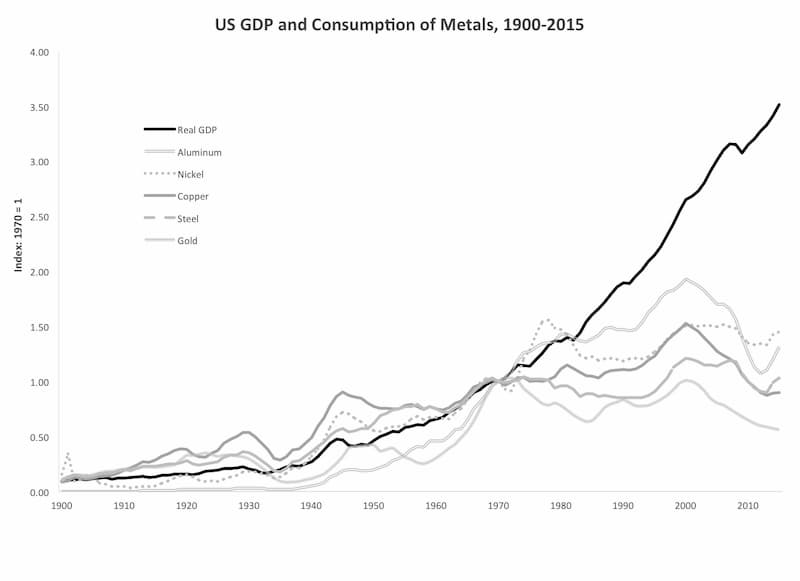 US GDP and Consumption of Metals, 1900-2015
4.00
3.50
3.00
2.50
2.00
1.50
1.00
0.50
0.00
Index: 1970 = 1
Real GDP
Aluminum
Nickel
Copper
Steel
Gold
1900 1910 1920 1930 1940 1950 1960 1970 1980 1990 2000 2010